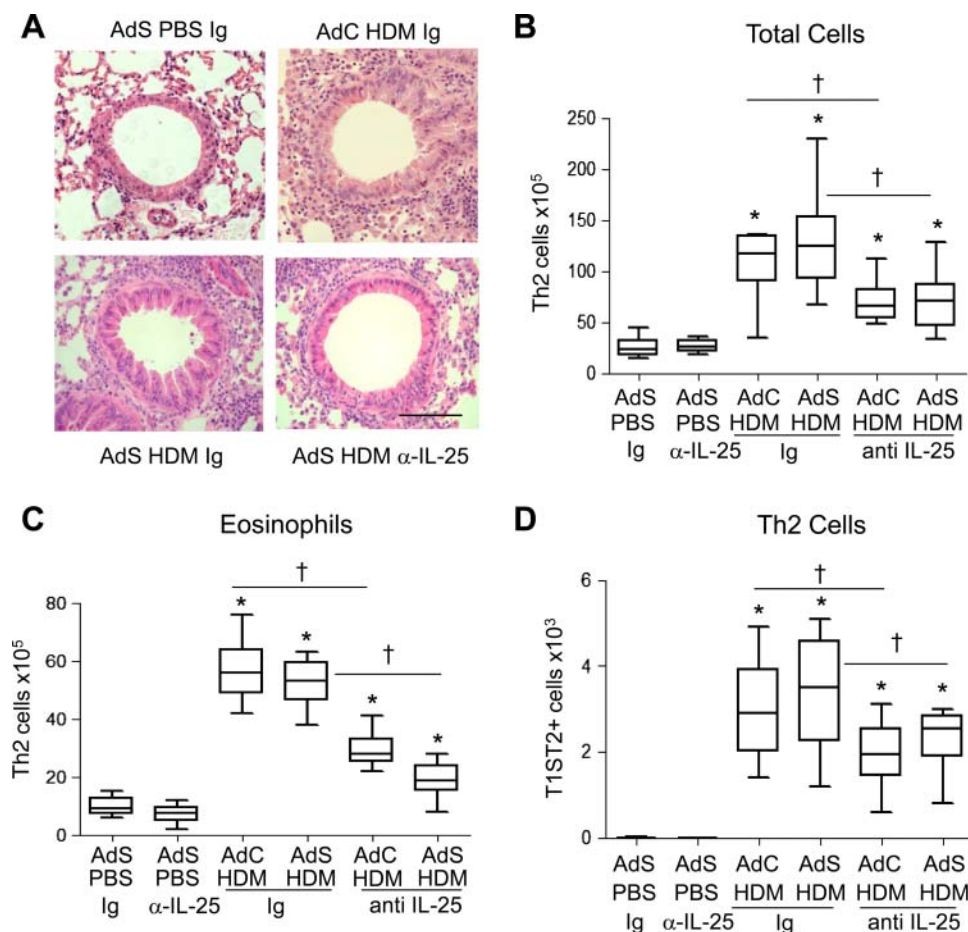 A
AdS PBS Ig
AdC HDM Ig
AdS HDM Ig
AdS HDM α-IL-25
B
Total Cells
Th2 cells x10⁵
250
200
150
100
50
0
†
†
*
*
*
*
AdS AdS AdC AdS AdC AdS
PBS PBS HDM HDM HDM HDM
Ig α-IL-25 Ig anti IL-25
C
Eosinophils
Th2 cells x10⁵
80
60
40
20
0
†
†
*
*
*
*
AdS AdS AdC AdS AdC AdS
PBS PBS HDM HDM HDM HDM
Ig α-IL-25 Ig anti IL-25
D
Th2 Cells
T1ST2+ cells x10³
6
4
2
0
†
†
*
*
*
*
AdS AdS AdC AdS AdC AdS
PBS PBS HDM HDM HDM HDM
Ig α-IL-25 Ig anti IL-25